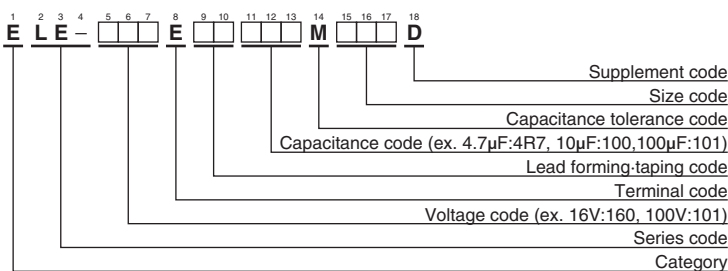 1 2 3 4 5 6 7 8 9 10 11 12 13 14 15 16 17 18
E L E – E M D
Supplement code
Size code
Capacitance tolerance code
Capacitance code (ex. 4.7μF:4R7, 10μF:100,100μF:101)
Lead forming·taping code
Terminal code
Voltage code (ex. 16V:160, 100V:101)
Series code
Category